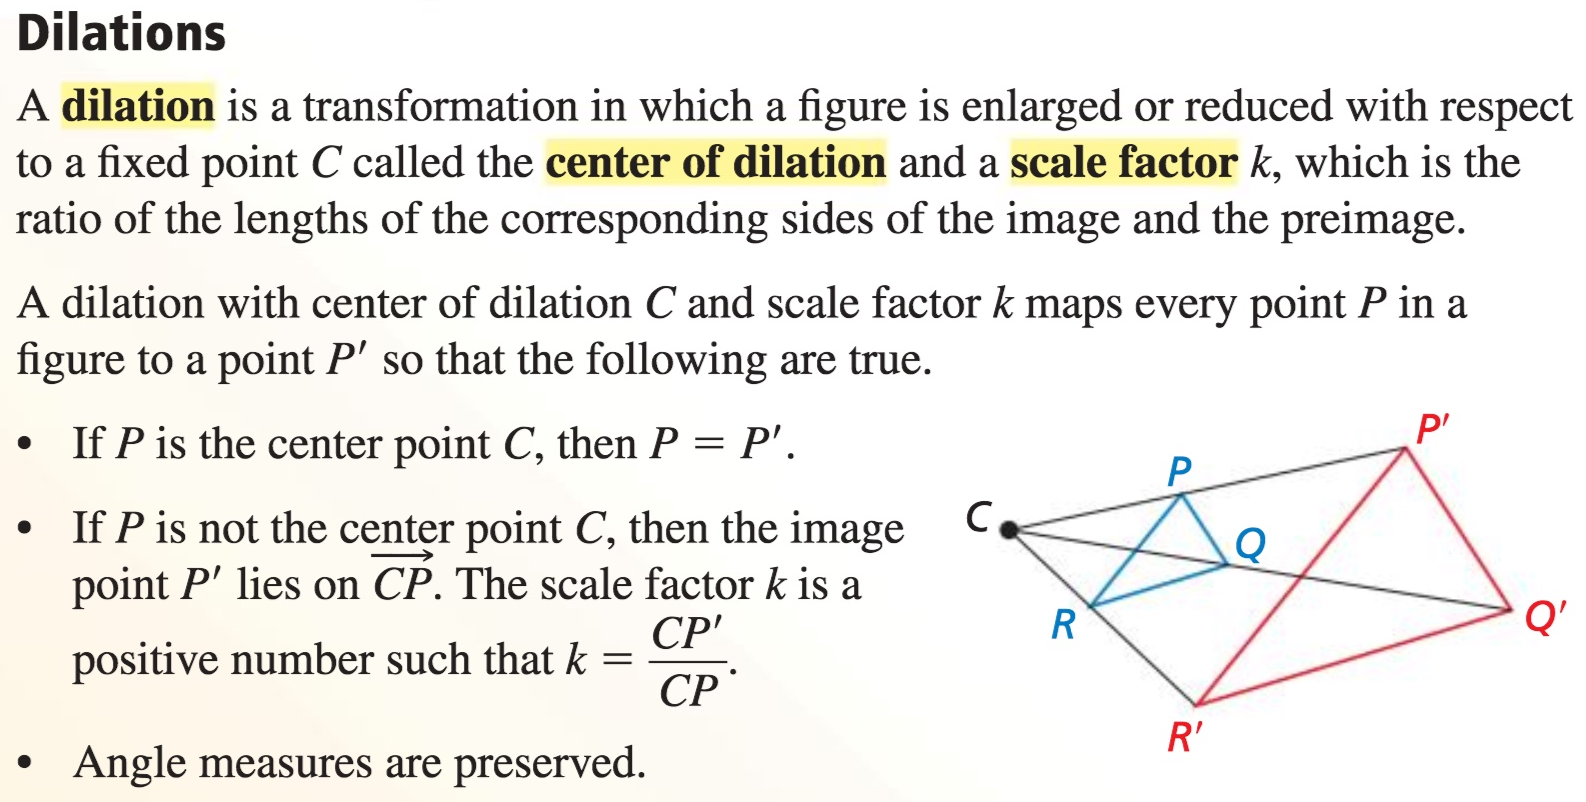 Dilations
A dilation is a transformation in which a figure is enlarged or reduced with respect
to a fixed point C called the center of dilation and a scale factor k, which is the
ratio of the lengths of the corresponding sides of the image and the preimage.
A dilation with center of dilation C and scale factor k maps every point P in a
figure to a point P′ so that the following are true.
• If P is the center point C, then P = P′.
• If P is not the center point C, then the image
point P′ lies on $\overrightarrow{CP}$. The scale factor k is a
positive number such that k = $\frac{CP'}{CP}$.
• Angle measures are preserved.
P′
P
C
Q
R
Q′
R′